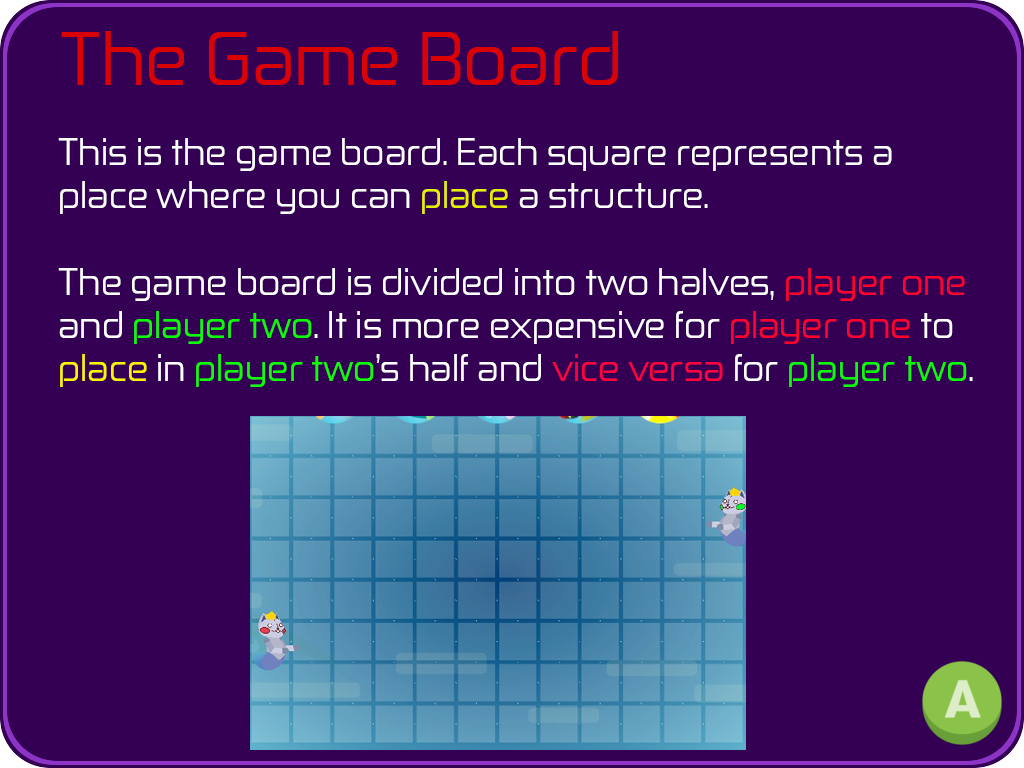 The Game Board
This is the game board. Each square represents a
place where you can place a structure.
The game board is divided into two halves, player one
and player two. It is more expensive for player one to
place in player two's half and vice versa for player two.
A